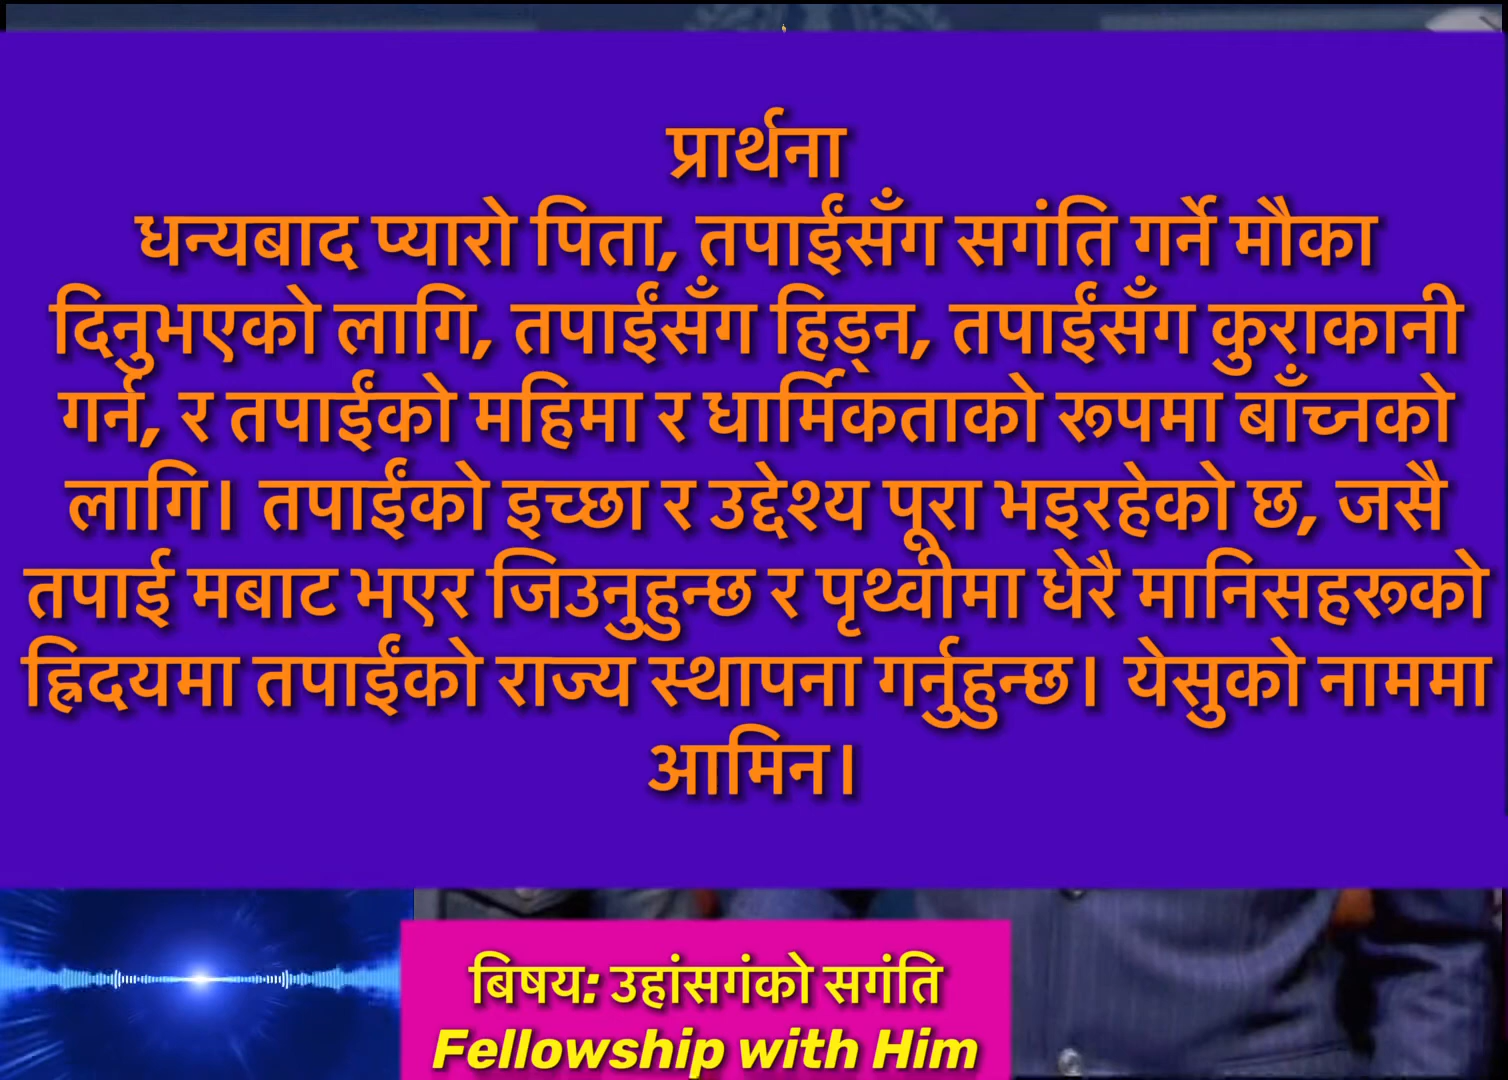 प्रार्थना
धन्यबाद प्यारो पिता, तपाईंसँग सगंति गर्ने मौका
दिनुभएको लागि, तपाईंसँग हिड्न, तपाईंसँग कुराकानी
गर्न, र तपाईंको महिमा र धार्मिकताको रूपमा बाँच्नको
लागि। तपाईंको इच्छा र उद्देश्य पूरा भइरहेको छ, जसै
तपाई मबाट भएर जिउनुहुन्छ र पृथ्वीमा धेरै मानिसहरूको
ह्रिदयमा तपाईंको राज्य स्थापना गर्नुहुन्छ। येसुको नाममा
आमिन।
बिषय: उहांसगंको सगंति
Fellowship with Him